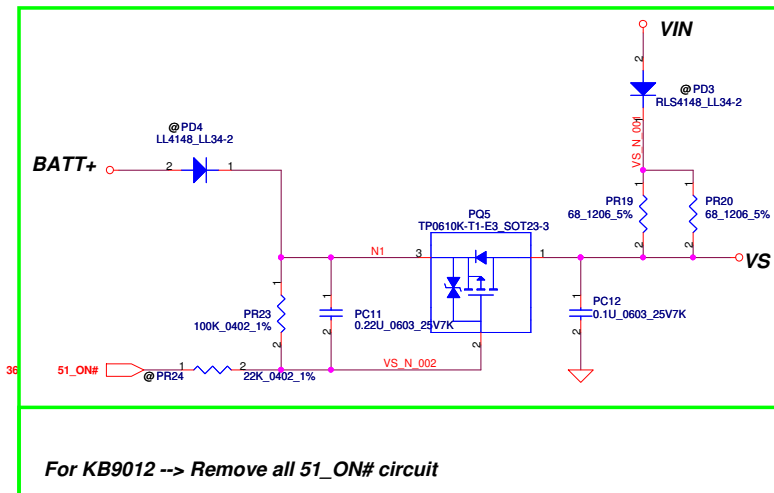 VIN
2
@PD3
RLS4148_LL34-2
1
VS_N_001
@PD4
LL4148_LL34-2
BATT+
2
1
1
1
PR19
68_1206_5%
PR20
68_1206_5%
2
2
PQ5
TP0610K-T1-E3_SOT23-3
N1
3
1
VS
1
PR23
100K_0402_1%
2
1
PC11
0.22U_0603_25V7K
2
1
PC12
0.1U_0603_25V7K
2
2
36
51_ON#
1
@PR24
2
22K_0402_1%
VS_N_002
For KB9012 --> Remove all 51_ON# circuit